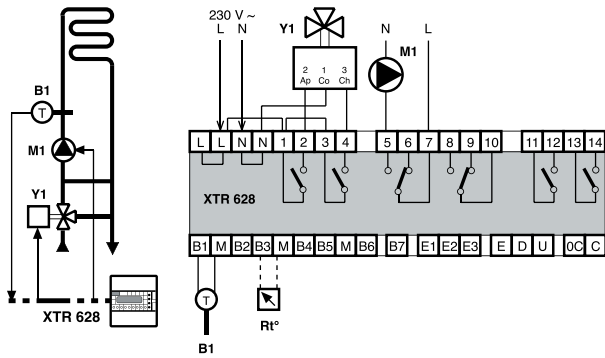 230 V ~
L N
Y1
N L
M1
2 1 3
Ap Co Ch
B1
T
M1
Y1
XTR 628
L L N N 1 2 3 4 5 6 7 8 9 10 11 12 13 14
XTR 628
B1 M B2 B3 M B4 B5 M B6 B7 E1 E2 E3 E D U 0C C
T
Rt°
B1